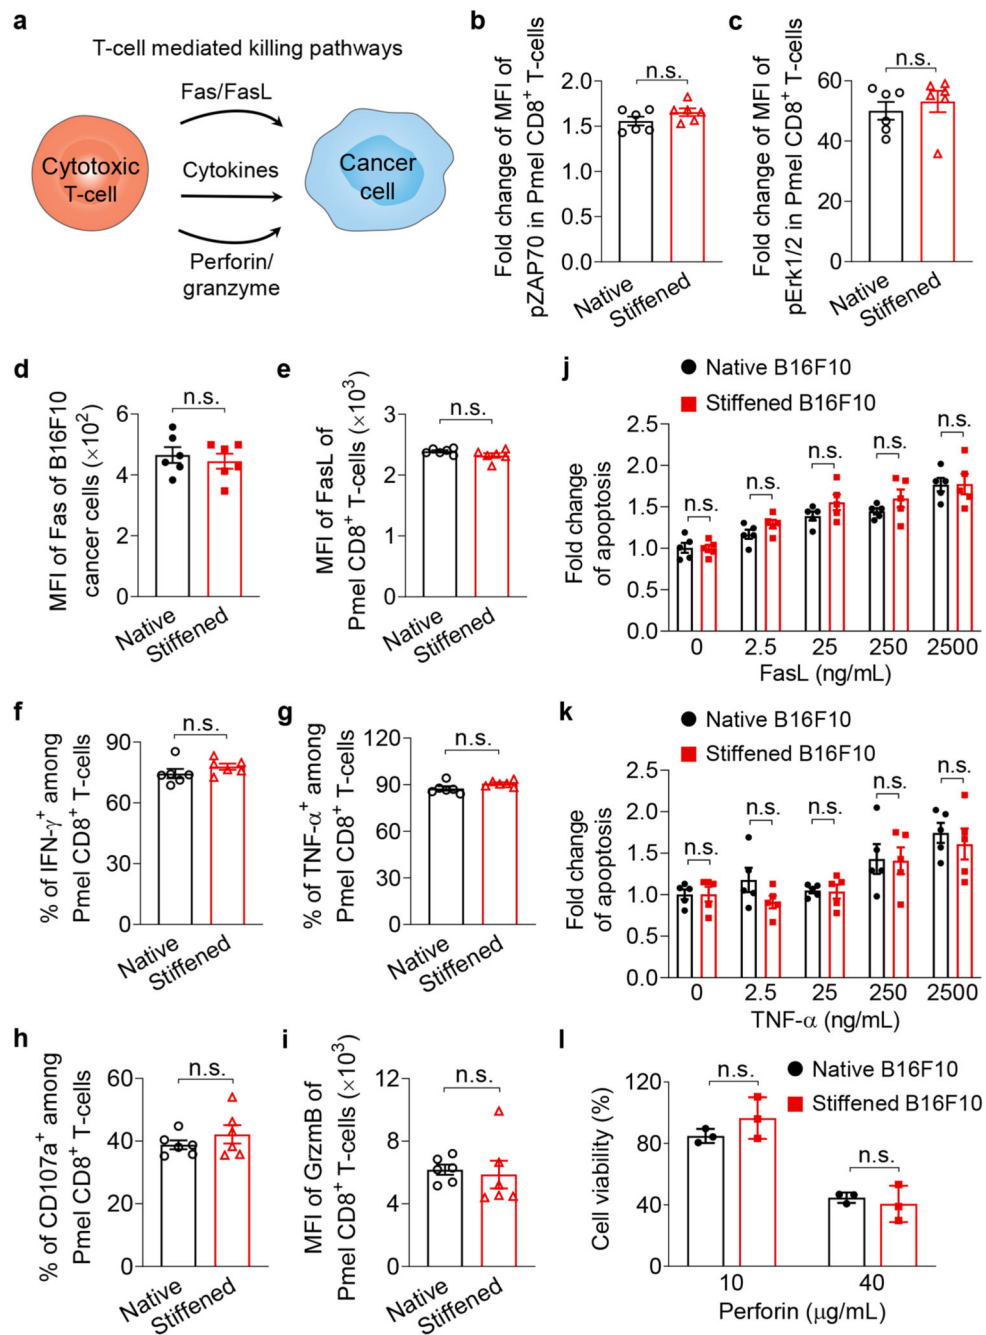 a
T-cell mediated killing pathways
Fas/FasL
Cytotoxic
T-cell
Cytokines
Cancer
cell
Perforin/
granzyme
b
Fold change of MFI of
pZAP70 in Pmel CD8+ T-cells
n.s.
2.0
1.5
1.0
0.5
0.0
Native
Stiffened
c
Fold change of MFI of
pErk1/2 in Pmel CD8+ T-cells
n.s.
60
40
20
0
Native
Stiffened
d
MFI of Fas of B16F10
cancer cells (×10²)
n.s.
6
4
2
0
Native
Stiffened
e
MFI of FasL of
Pmel CD8+ T-cells (×10³)
n.s.
3
2
1
0
Native
Stiffened
j
Native B16F10
Stiffened B16F10
Fold change
of apoptosis
2.5
2.0
1.5
1.0
0.5
0.0
n.s.
n.s.
n.s.
n.s.
n.s.
0 2.5 25 250 2500
FasL (ng/mL)
f
% of IFN-γ+ among
Pmel CD8+ T-cells
n.s.
90
60
30
0
Native
Stiffened
g
% of TNF-α+ among
Pmel CD8+ T-cells
n.s.
120
90
60
30
0
Native
Stiffened
k
Native B16F10
Stiffened B16F10
Fold change
of apoptosis
2.5
2.0
1.5
1.0
0.5
0.0
n.s.
n.s.
n.s.
n.s.
n.s.
0 2.5 25 250 2500
TNF-α (ng/mL)
h
% of CD107a+ among
Pmel CD8+ T-cells
n.s.
60
40
20
0
Native
Stiffened
i
MFI of GrzmB of
Pmel CD8+ T-cells (×10³)
n.s.
12
8
4
0
Native
Stiffened
l
Native B16F10
Stiffened B16F10
Cell viability (%)
120
80
40
0
n.s.
n.s.
10 40
Perforin (μg/mL)